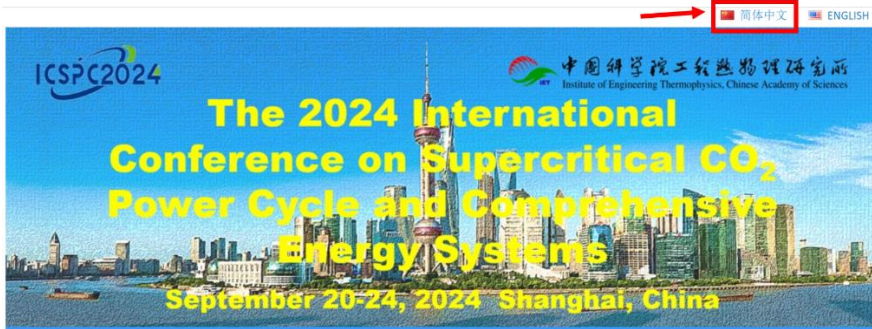 简体中文 ENGLISH
ICSPC2024
中国科学院工程热物理研究所
IET Institute of Engineering Thermophysics, Chinese Academy of Sciences
The 2024 International
Conference on Supercritical CO₂
Power Cycle and Comprehensive
Energy Systems
September 20-24, 2024 Shanghai, China